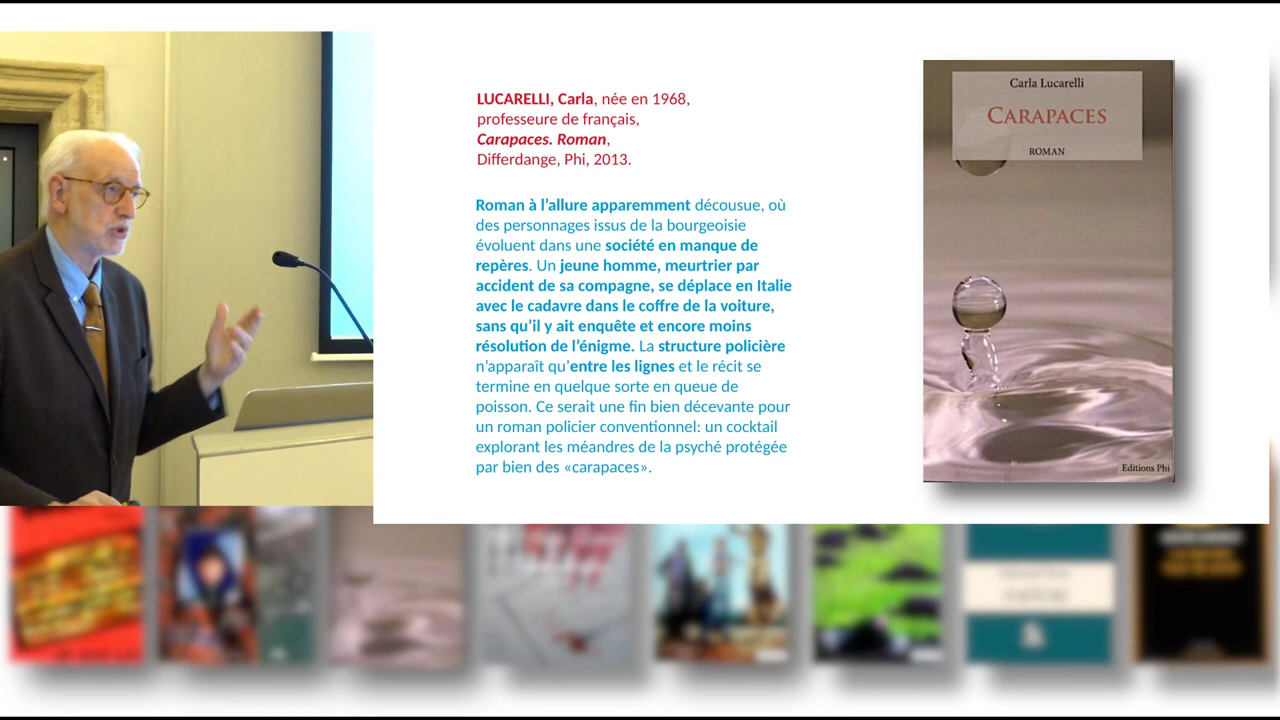 LUCARELLI, Carla, née en 1968,
professeure de français,
Carapaces. Roman,
Differdange, Phi, 2013.
Roman à l'allure apparemment décousue, où
des personnages issus de la bourgeoisie
évoluent dans une société en manque de
repères. Un jeune homme, meurtrier par
accident de sa compagne, se déplace en Italie
avec le cadavre dans le coffre de la voiture,
sans qu'il y ait enquête et encore moins
résolution de l'énigme. La structure policière
n'apparaît qu'entre les lignes et le récit se
termine en quelque sorte en queue de
poisson. Ce serait une fin bien décevante pour
un roman policier conventionnel: un cocktail
explorant les méandres de la psyché protégée
par bien des «carapaces».
Carla Lucarelli
CARAPACES
ROMAN
Editions Phi